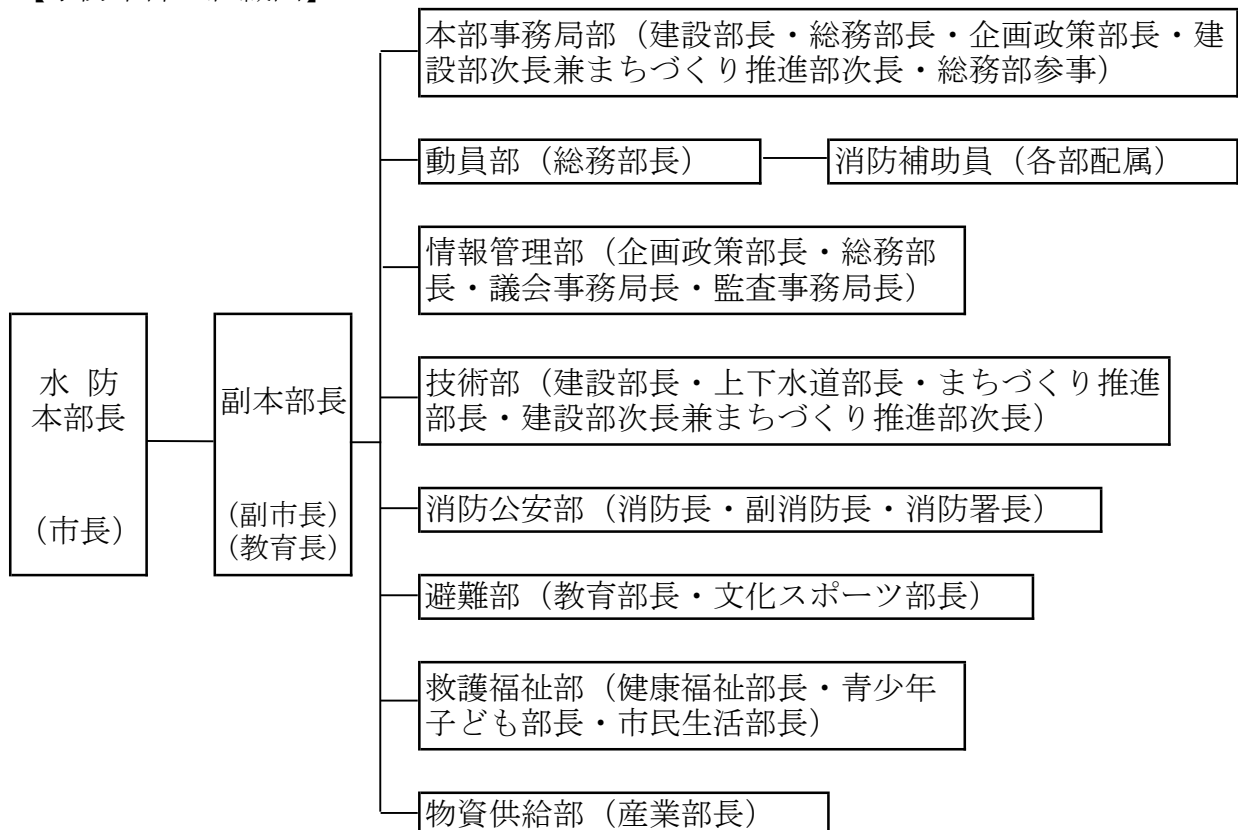 本部事務局部（建設部長・総務部長・企画政策部長・建
設部次長兼まちづくり推進部次長・総務部参事）
動員部（総務部長）
消防補助員（各部配属）
情報管理部（企画政策部長・総務部
長・議会事務局長・監査事務局長）
水 防
本部長
（市長）
副本部長
（副市長）
（教育長）
技術部（建設部長・上下水道部長・まちづくり推進
部長・建設部次長兼まちづくり推進部次長）
消防公安部（消防長・副消防長・消防署長）
避難部（教育部長・文化スポーツ部長）
救護福祉部（健康福祉部長・青少年
子ども部長・市民生活部長）
物資供給部（産業部長）